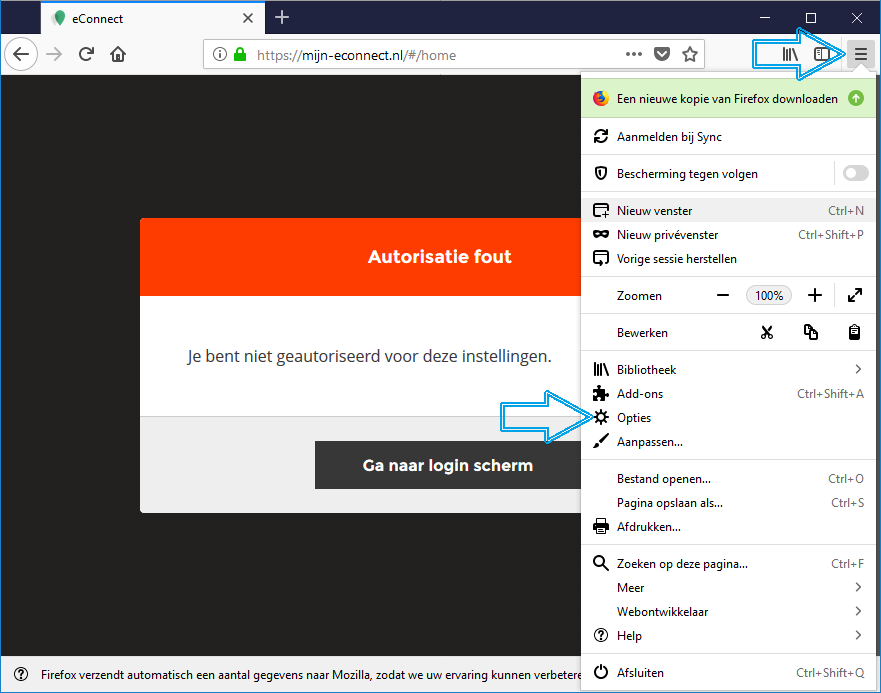 eConnect
https://mijn-econnect.nl/#/home
Een nieuwe kopie van Firefox downloaden
Aanmelden bij Sync
Bescherming tegen volgen
Nieuw venster Ctrl+N
Nieuw privévenster Ctrl+Shift+P
Vorige sessie herstellen
Zoomen 100%
Bewerken
Bibliotheek
Add-ons Ctrl+Shift+A
Opties
Aanpassen...
Bestand openen... Ctrl+O
Pagina opslaan als... Ctrl+S
Afdrukken...
Zoeken op deze pagina... Ctrl+F
Meer
Webontwikkelaar
Help
Afsluiten Ctrl+Shift+Q
Autorisatie fout
Je bent niet geautoriseerd voor deze instellingen.
Ga naar login scherm
Firefox verzendt automatisch een aantal gegevens naar Mozilla, zodat we uw ervaring kunnen verbetere